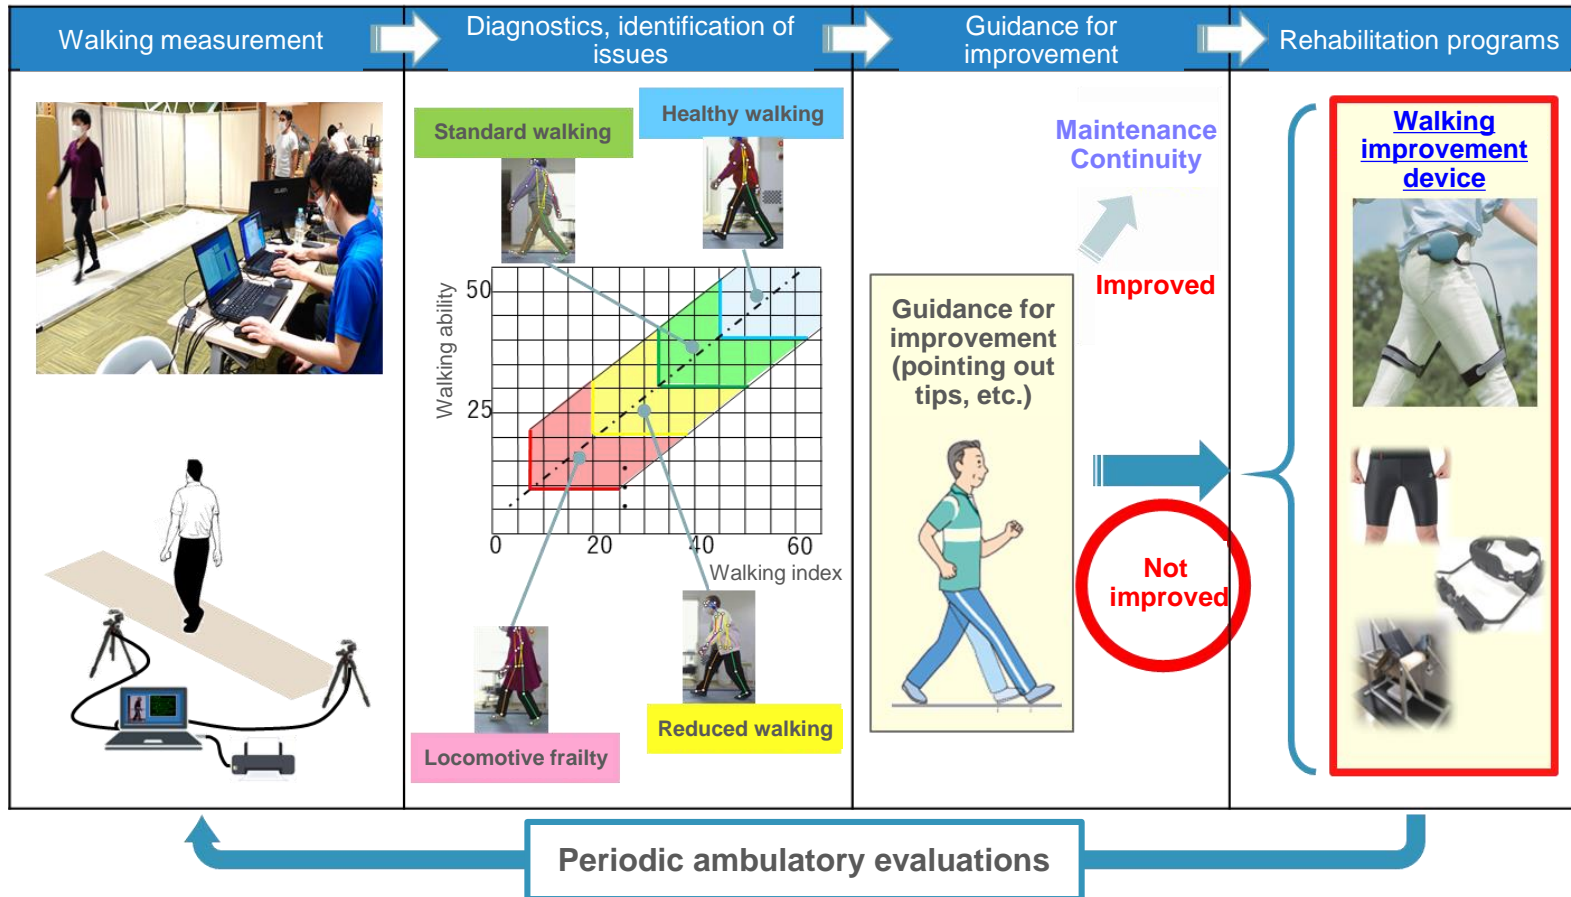 Walking measurement
Diagnostics, identification of
issues
Guidance for
improvement
Rehabilitation programs
Standard walking
Healthy walking
Walking ability
50
25
0
20
40
60
Walking index
Locomotive frailty
Reduced walking
Maintenance
Continuity
Improved
Guidance for
improvement
(pointing out
tips, etc.)
Not
improved
Walking
improvement
device
Periodic ambulatory evaluations